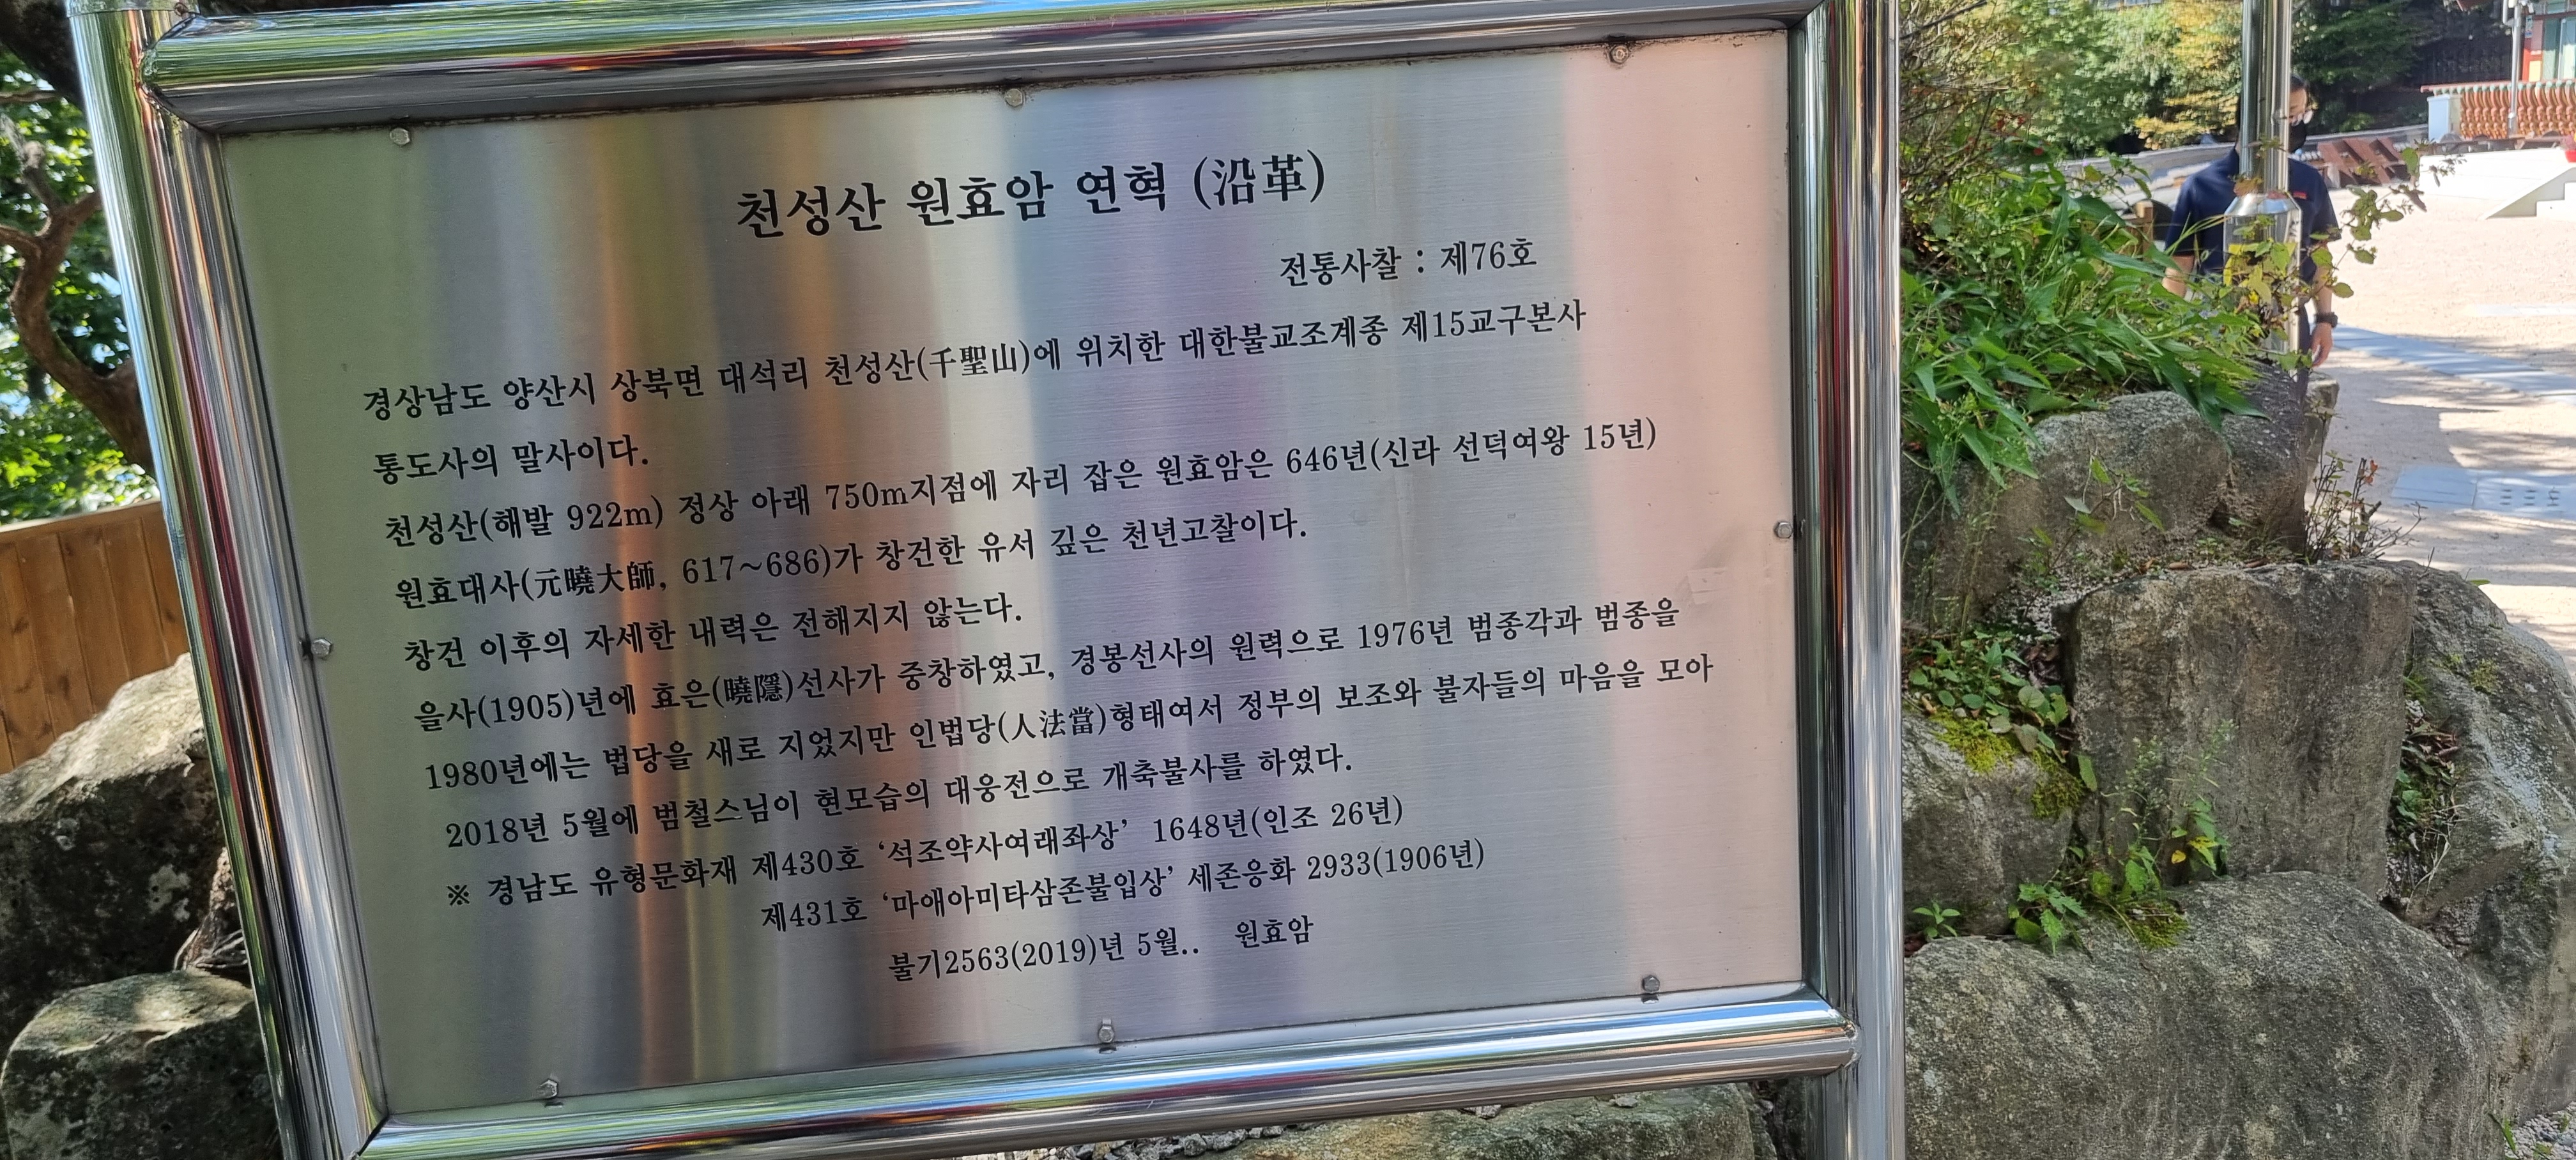 천성산 원효암 연혁 (沿革)
전통사찰 : 제76호
경상남도 양산시 상북면 대석리 천성산(千聖山)에 위치한 대한불교조계종 제15교구본사
통도사의 말사이다.
천성산(해발 922m) 정상 아래 750m지점에 자리 잡은 원효암은 646년(신라 선덕여왕 15년)
원효대사(元曉大師, 617~686)가 창건한 유서 깊은 천년고찰이다.
창건 이후의 자세한 내력은 전해지지 않는다.
을사(1905)년에 효은(曉隱)선사가 중창하였고, 경봉선사의 원력으로 1976년 범종각과 범종을
1980년에는 법당을 새로 지었지만 인법당(人法當)형태여서 정부의 보조와 불자들의 마음을 모아
2018년 5월에 범철스님이 현모습의 대웅전으로 개축불사를 하였다.
※ 경남도 유형문화재 제430호 ‘석조약사여래좌상’ 1648년(인조 26년)
제431호 ‘마애아미타삼존불입상’ 세존응화 2933(1906년)
불기2563(2019)년 5월.. 원효암